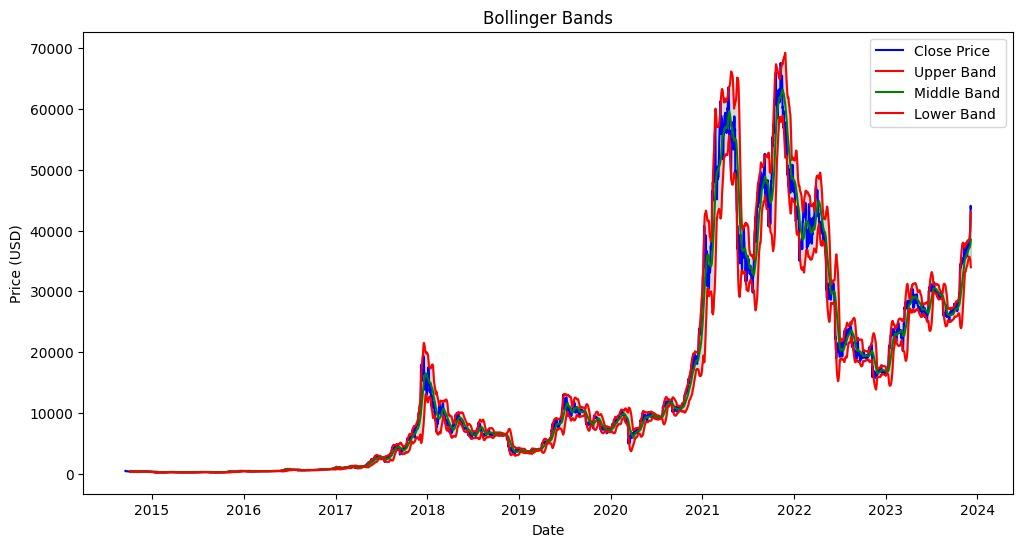 Bollinger Bands
70000
60000
50000
40000
30000
20000
10000
0
Price (USD)
Close Price
Upper Band
Middle Band
Lower Band
2015 2016 2017 2018 2019 2020 2021 2022 2023 2024
Date